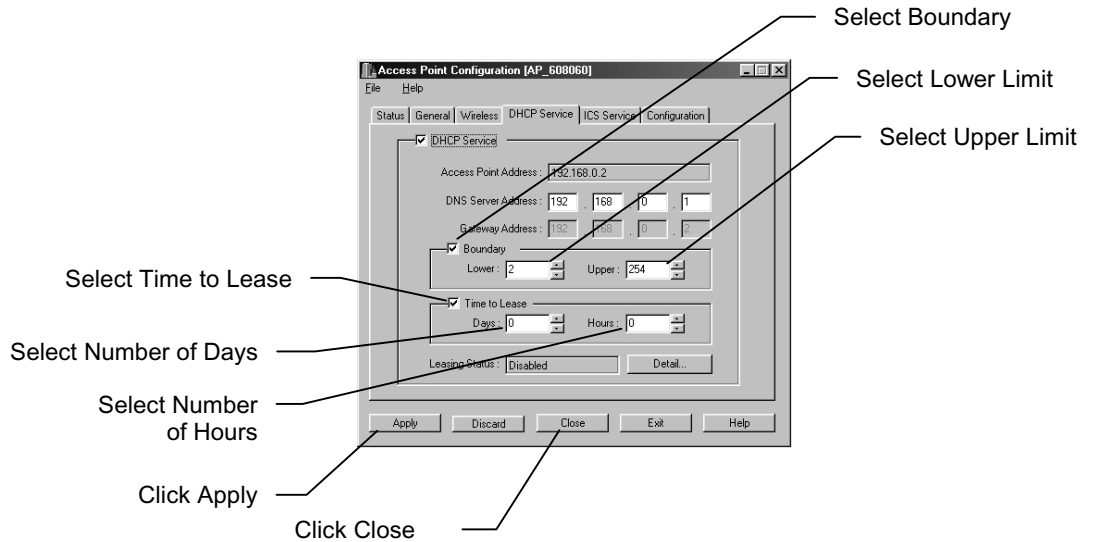 Select Boundary
Access Point Configuration [AP_608060]
File Help
Select Lower Limit
Status General Wireless DHCP Service ICS Service Configuration
Select Upper Limit
DHCP Service
Access Point Address : 192.168.0.2
DNS Server Address : 192 . 168 . 0 . 1
Gateway Address : 192 . 168 . 0 . 2
Boundary
Lower : 2 Upper : 254
Select Time to Lease
Time to Lease
Days : 0 Hours : 0
Select Number of Days
Leasing Status : Disabled Detail...
Select Number
of Hours
Apply Discard Close Exit Help
Click Apply
Click Close